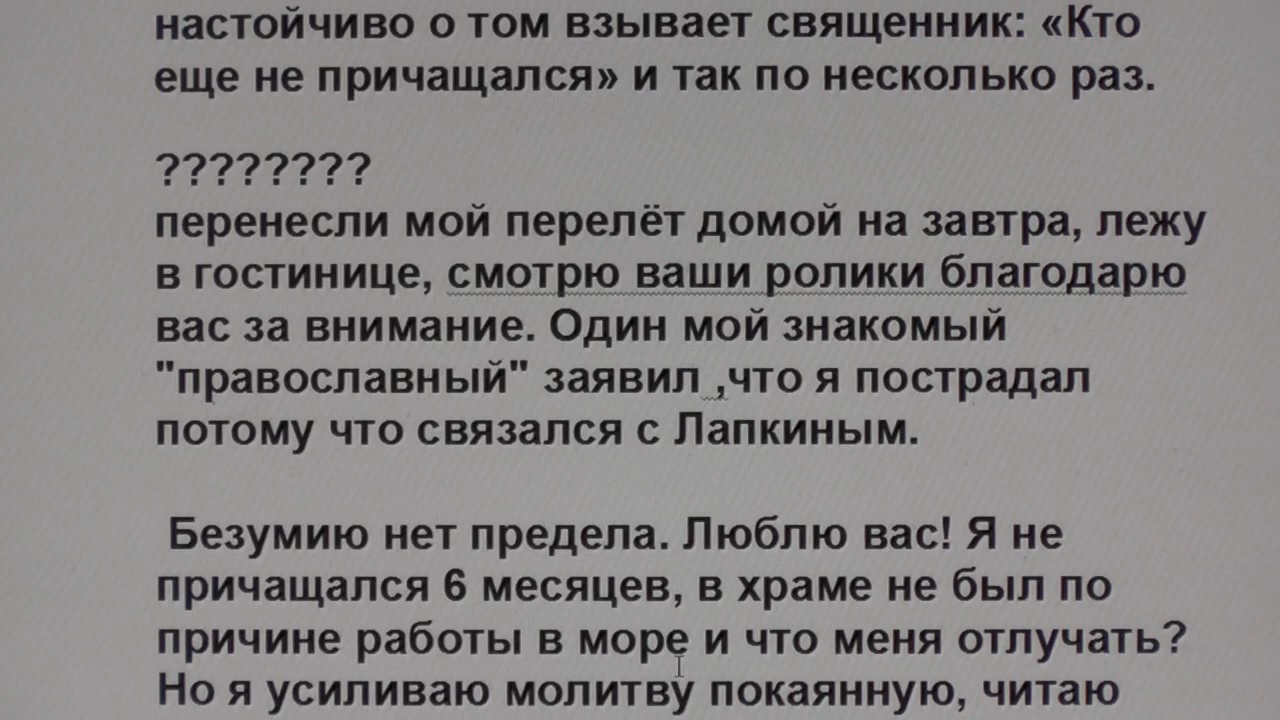 настойчиво о том взывает священник: «Кто
еще не причащался» и так по несколько раз.
????????
перенесли мой перелёт домой на завтра, лежу
в гостинице, смотрю ваши ролики благодарю
вас за внимание. Один мой знакомый
"православный" заявил ,что я пострадал
потому что связался с Лапкиным.
Безумию нет предела. Люблю вас! Я не
причащался 6 месяцев, в храме не был по
причине работы в море и что меня отлучать?
Но я усиливаю молитву покаянную, читаю